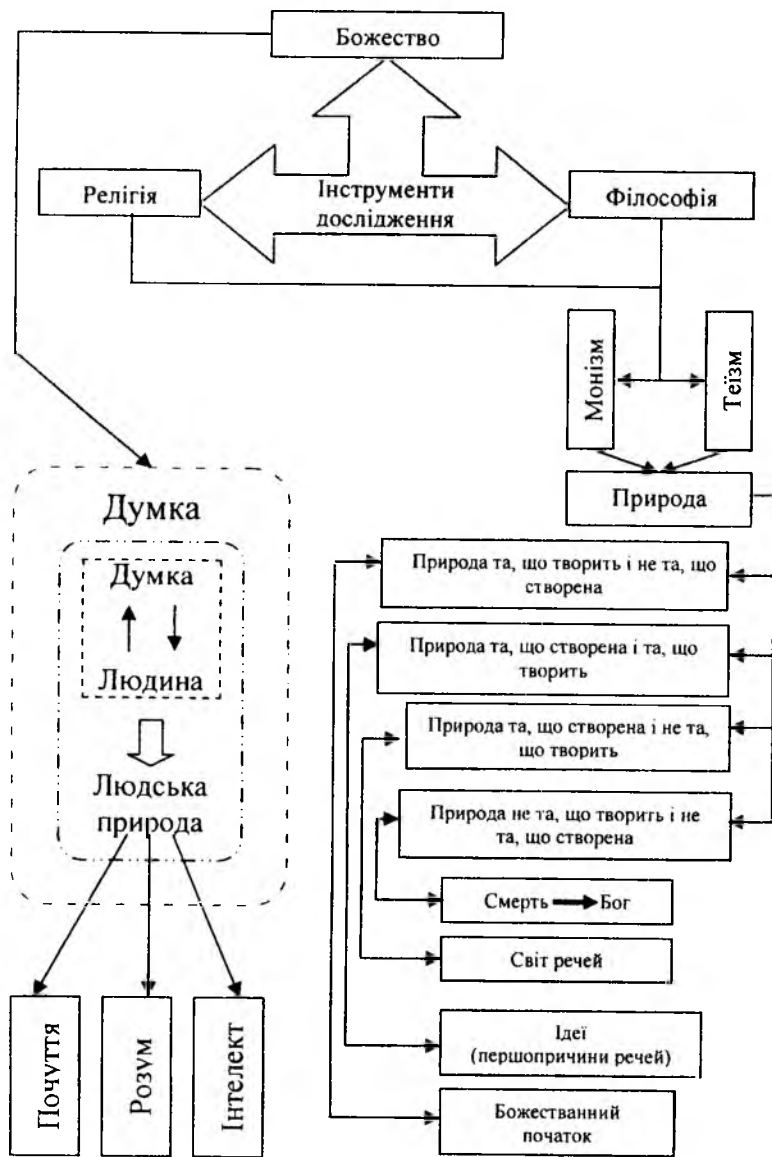 Божество
Релігія
Інструменти
дослідження
Філософія
Монізм
Теїзм
Природа
Думка
Думка
Людина
Людська
природа
Почуття
Розум
Інтелект
Природа та, що творить і не та, що
створена
Природа та, що створена і та, що
творить
Природа та, що створена і не та,
що творить
Природа не та, що творить і не
та, що створена
Смерть Бог
Світ речей
Ідеї
(першопричини речей)
Божестванний
початок